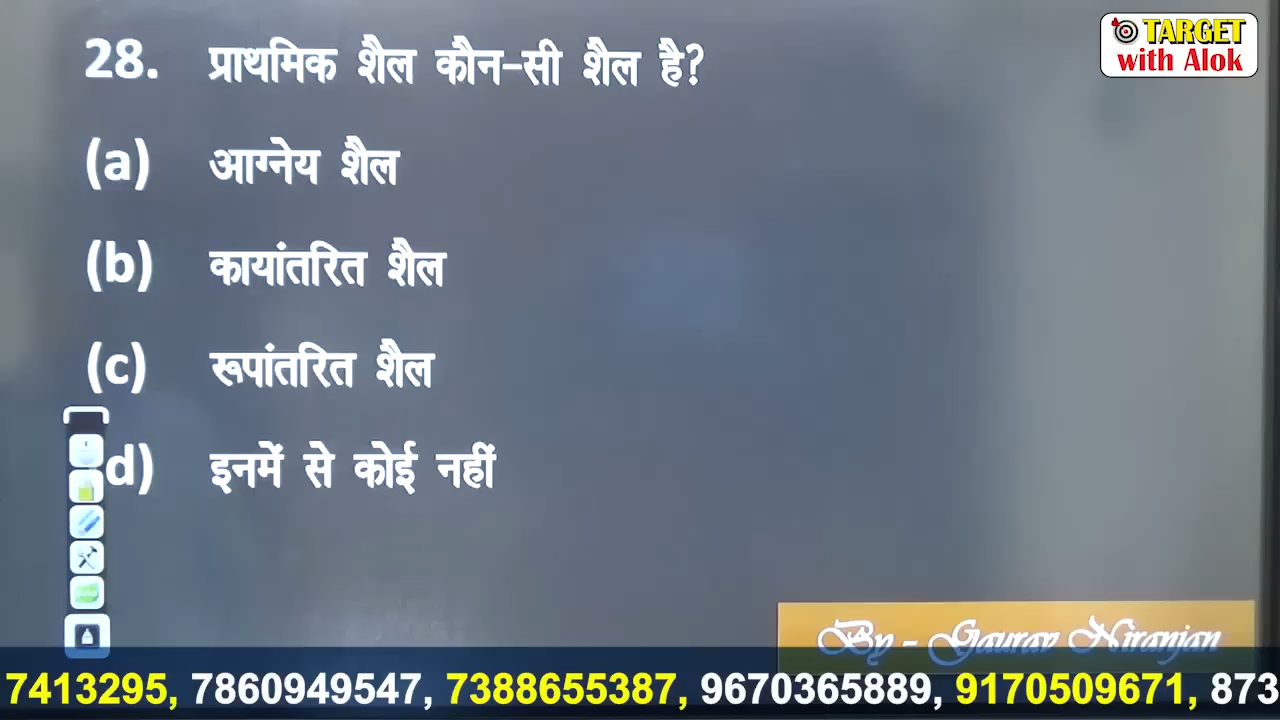 TARGET
with Alok
28. प्राथमिक शैल कौन-सी शैल है?
(a) आग्नेय शैल
(b) कायांतरित शैल
(c) रूपांतरित शैल
d) इनमें से कोई नहीं
By - Gaurav Niranjan
7413295, 7860949547, 7388655387, 9670365889, 9170509671, 873